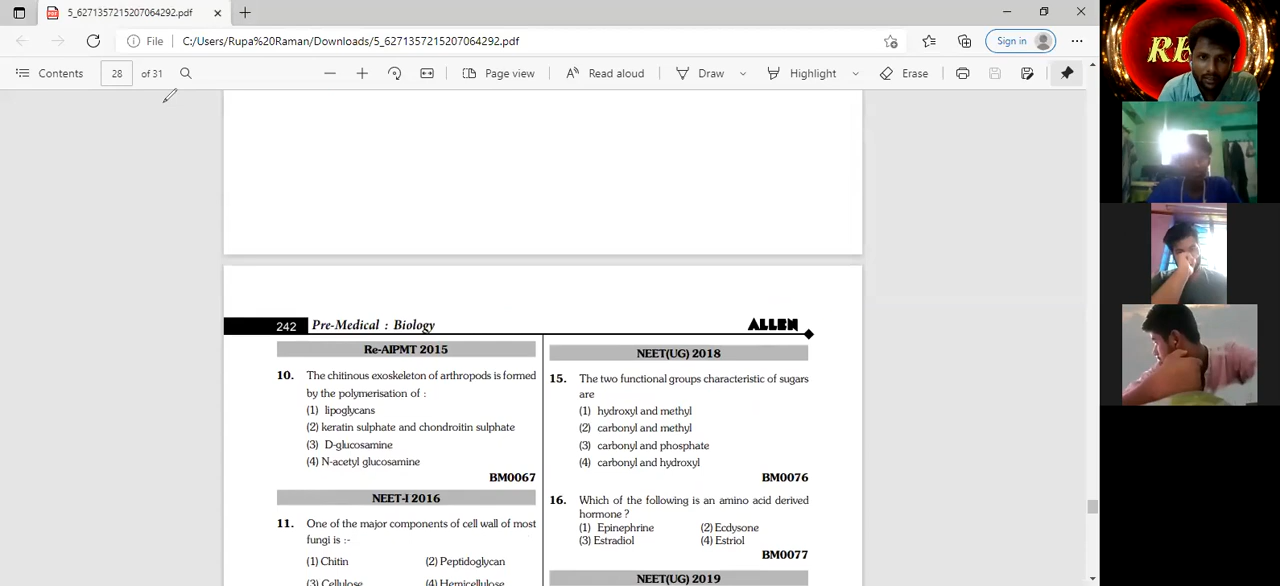 5_6271357215207064292.pdf
File C:/Users/Rupa%20Raman/Downloads/5_6271357215207064292.pdf
Sign in
Contents 28 of 31 Page view Read aloud Draw Highlight Erase
242 Pre-Medical : Biology ALLEN
Re-AIPMT 2015
10. The chitinous exoskeleton of arthropods is formed
by the polymerisation of :
(1) lipoglycans
(2) keratin sulphate and chondroitin sulphate
(3) D-glucosamine
(4) N-acetyl glucosamine
BM0067
NEET-I 2016
11. One of the major components of cell wall of most
fungi is :-
(1) Chitin (2) Peptidoglycan
(3) Cellulose (4) Hemicellulose
NEET(UG) 2018
15. The two functional groups characteristic of sugars
are
(1) hydroxyl and methyl
(2) carbonyl and methyl
(3) carbonyl and phosphate
(4) carbonyl and hydroxyl
BM0076
16. Which of the following is an amino acid derived
hormone ?
(1) Epinephrine (2) Ecdysone
(3) Estradiol (4) Estriol
BM0077
NEET(UG) 2019